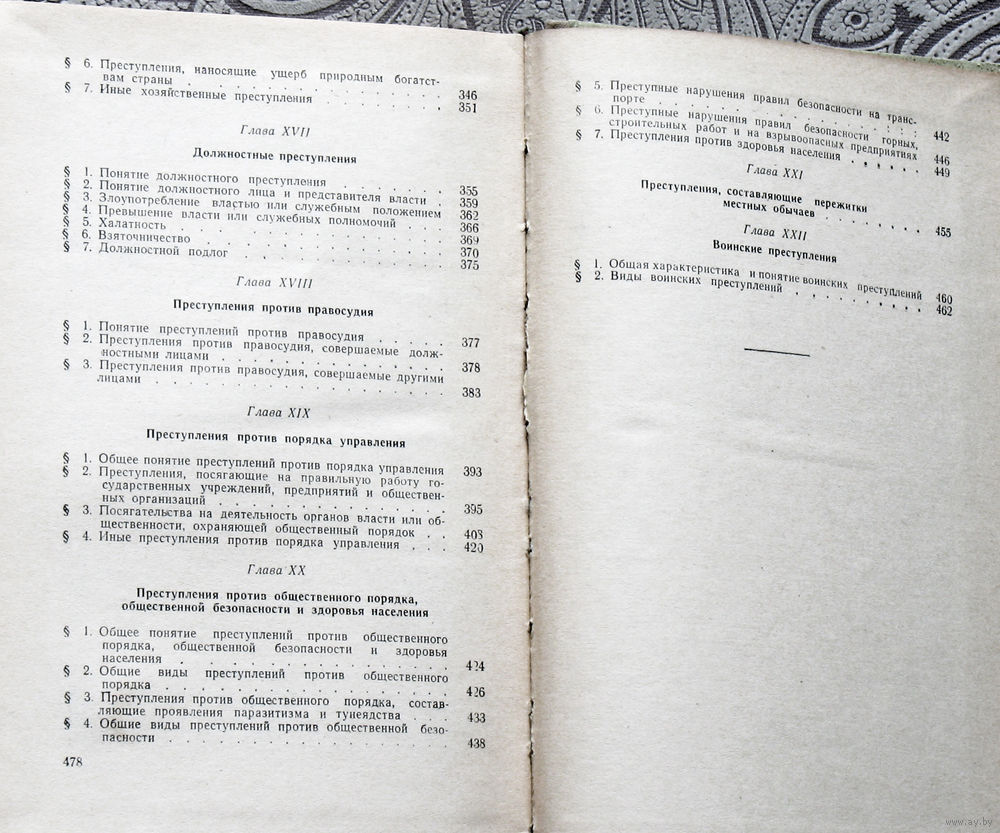 § 6. Преступления, наносящие ущерб природным богатст-
вам страны . . . . . . . . . . . . 346
§ 7. Иные хозяйственные преступления . . . . . . . 351
Глава XVII
Должностные преступления
§ 1. Понятие должностного преступления . . . . . . 355
§ 2. Понятие должностного лица и представителя власти . 359
§ 3. Злоупотребление властью или служебным положением 362
§ 4. Превышение власти или служебных полномочий . . . 366
§ 5. Халатность . . . . . . . . . . . . 369
§ 6. Взяточничество . . . . . . . . . . . 370
§ 7. Должностной подлог . . . . . . . . . . 375
Глава XVIII
Преступления против правосудия
§ 1. Понятие преступлений против правосудия . . . . . 377
§ 2. Преступления против правосудия, совершаемые долж-
ностными лицами . . . . . . . . . . . 378
§ 3. Преступления против правосудия, совершаемые другими
лицами . . . . . . . . . . . . . 383
Глава XIX
Преступления против порядка управления
§ 1. Общее понятие преступлений против порядка управления 393
§ 2. Преступления, посягающие на правильную работу го-
сударственных учреждений, предприятий и обществен-
ных организаций . . . . . . . . . . . 395
§ 3. Посягательства на деятельность органов власти или об-
щественности, охраняющей общественный порядок . . 403
§ 4. Иные преступления против порядка управления . . . 420
Глава XX
Преступления против общественного порядка,
общественной безопасности и здоровья населения
§ 1. Общее понятие преступлений против общественного
порядка, общественной безопасности и здоровья
населения . . . . . . . . . . . . 424
§ 2. Общие виды преступлений против общественного
порядка . . . . . . . . . . . . . 426
§ 3. Преступления против общественного порядка, состав-
ляющие проявления паразитизма и тунеядства . . . 433
§ 4. Общие виды преступлений против общественной безо-
пасности . . . . . . . . . . . . . 438
478
§ 5. Преступные нарушения правил безопасности на транс-
порте . . . . . . . . . . . . . 442
§ 6. Преступные нарушения правил безопасности горных,
строительных работ и на взрывоопасных предприятиях 446
§ 7. Преступления против здоровья населения . . . . . 449
Глава XXI
Преступления, составляющие пережитки
местных обычаев . . . . . . . 455
Глава XXII
Воинские преступления
§ 1. Общая характеристика и понятие воинских преступлений 460
§ 2. Виды воинских преступлений . . . . . . . . 462
www.ay.by